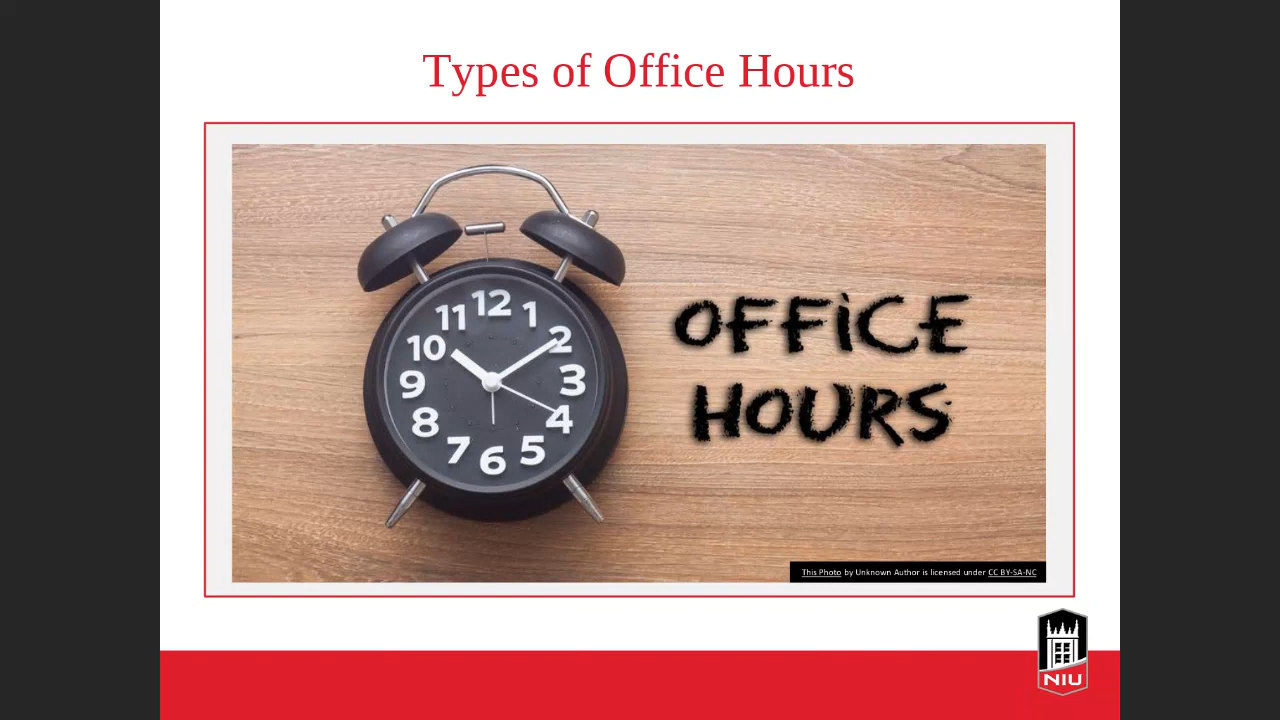 Types of Office Hours
12
11
1
10
2
9
3
8
4
7
5
6
OFFiCE
HOURS
This Photo by Unknown Author is licensed under CC BY-SA-NC
NIU